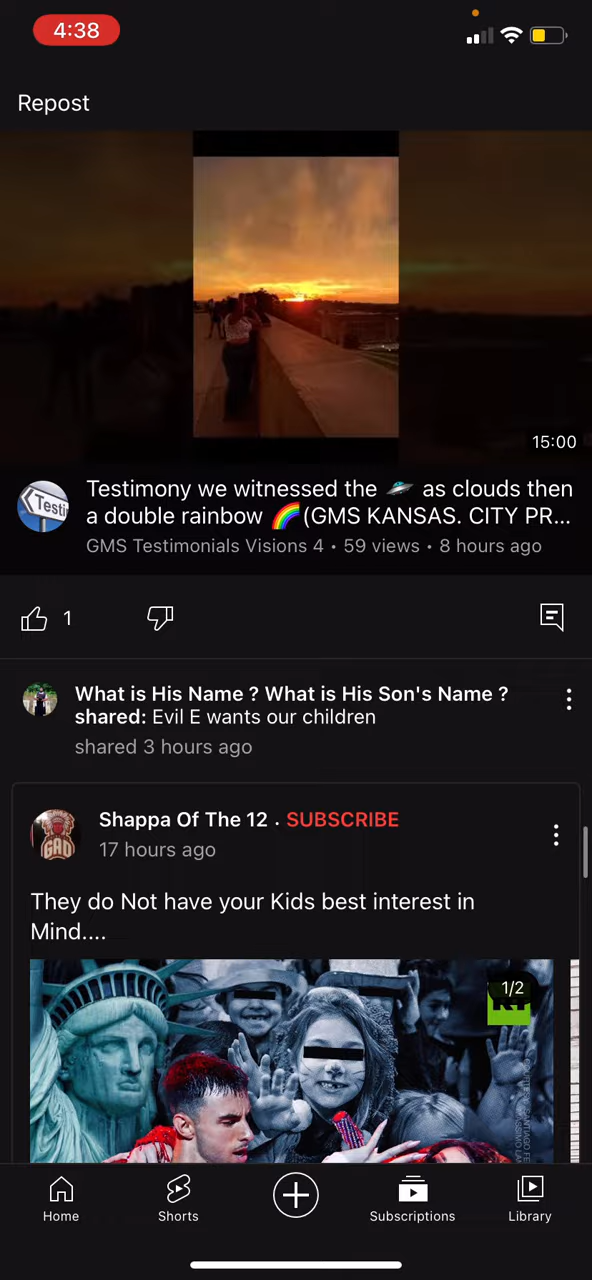 4:38
Repost
15:00
Testimony we witnessed the 🛸 as clouds then
a double rainbow 🌈(GMS KANSAS. CITY PR...
GMS Testimonials Visions 4 • 59 views • 8 hours ago
1
What is His Name ? What is His Son's Name ?
shared: Evil E wants our children
shared 3 hours ago
Shappa Of The 12 . SUBSCRIBE
17 hours ago
They do Not have your Kids best interest in
Mind....
1/2
GAD
Home
Shorts
Subscriptions
Library